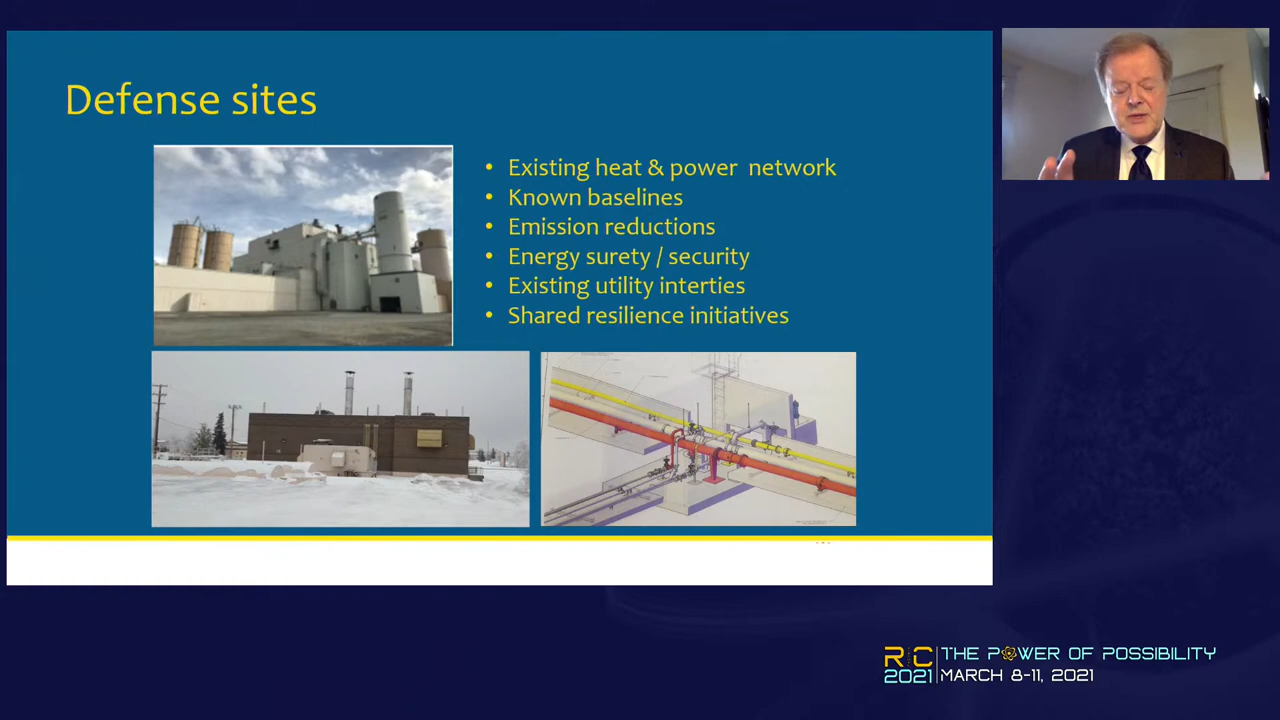 Defense sites
• Existing heat & power network
• Known baselines
• Emission reductions
• Energy surety / security
• Existing utility interties
• Shared resilience initiatives
RIC 2021
THE POWER OF POSSIBILITY
MARCH 8-11, 2021